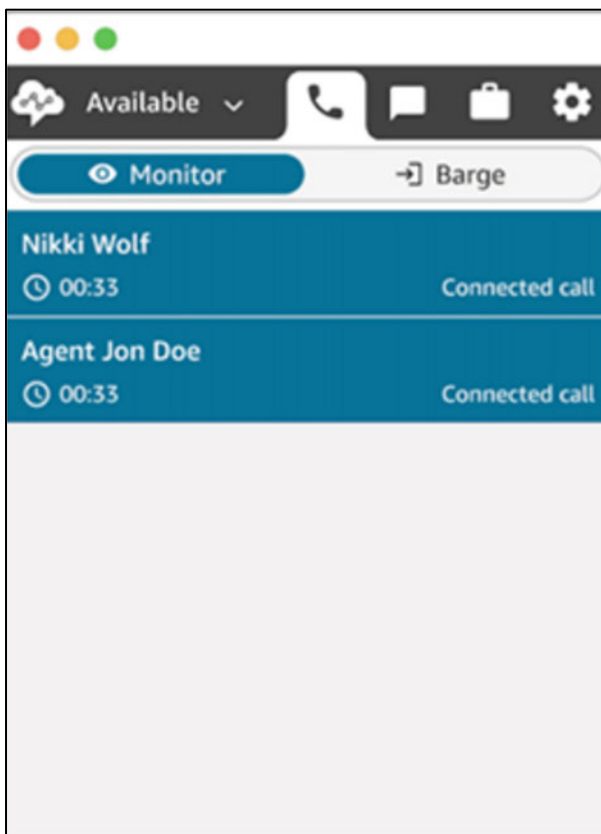 Available
Monitor Barge
Nikki Wolf
00:33 Connected call
Agent Jon Doe
00:33 Connected call